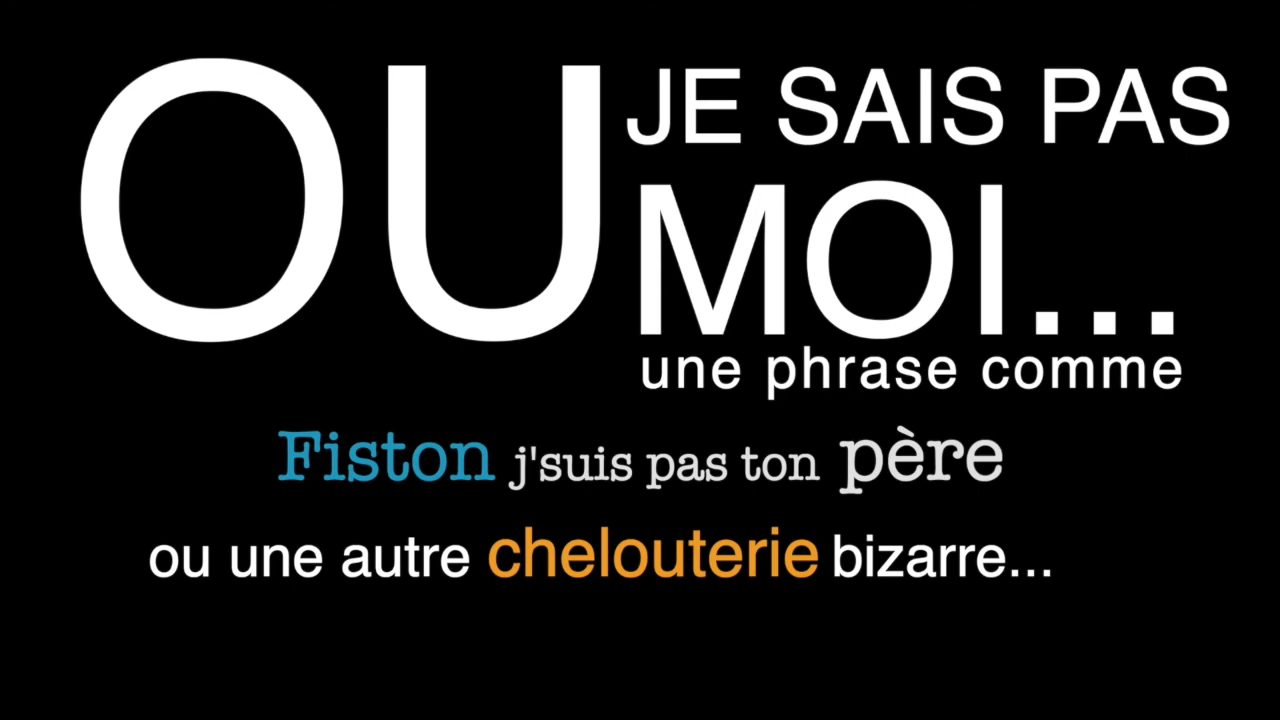 OU JE SAIS PAS
MOI...
une phrase comme
Fiston j'suis pas ton père
ou une autre chelouterie bizarre...